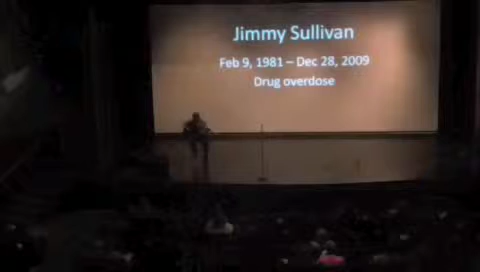 Jimmy Sullivan
Feb 9, 1981 – Dec 28, 2009
Drug overdose